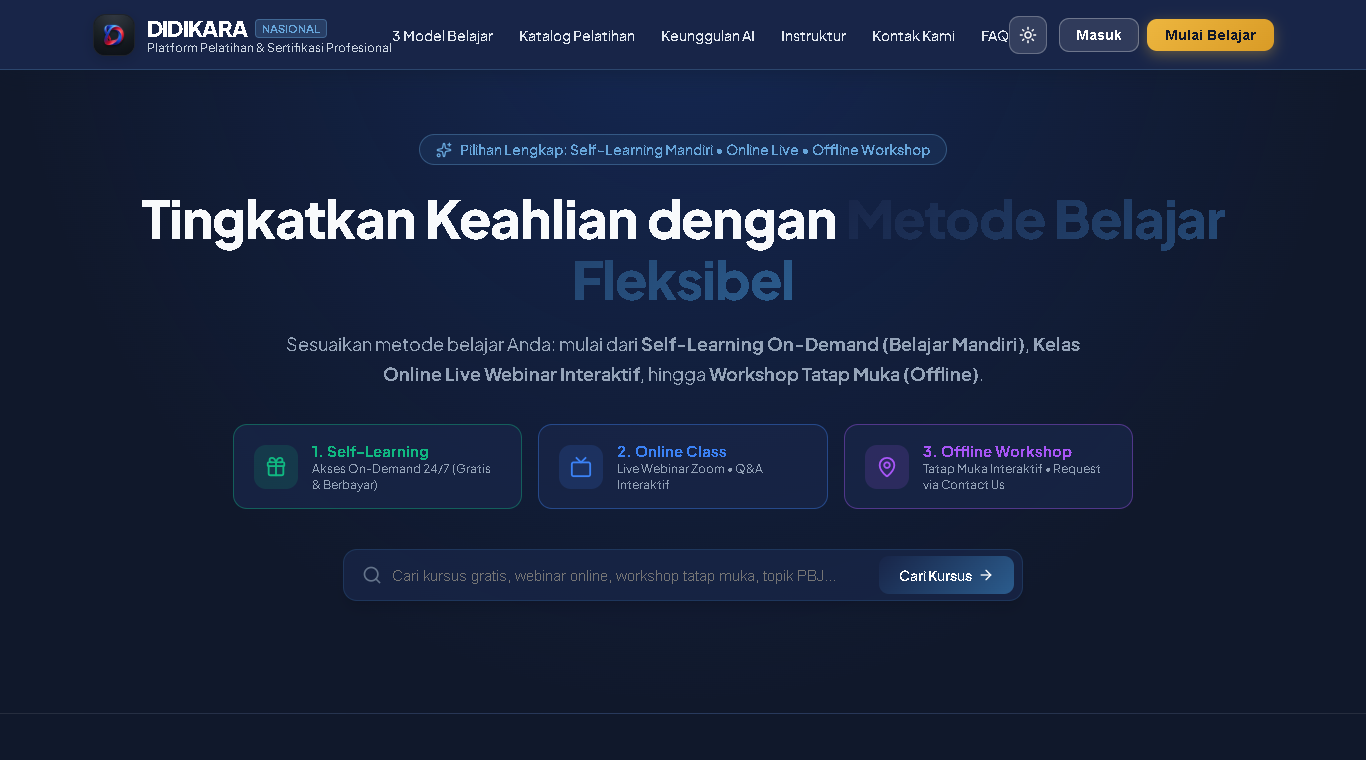 DIDIKARA NASIONAL
Platform Pelatihan & Sertifikasi Profesional
3 Model Belajar
Katalog Pelatihan
Keunggulan AI
Instruktur
Kontak Kami
FAQ
Masuk
Mulai Belajar
Pilihan Lengkap: Self-Learning Mandiri • Online Live • Offline Workshop
Tingkatkan Keahlian dengan Metode Belajar
Fleksibel
Sesuaikan metode belajar Anda: mulai dari Self-Learning On-Demand (Belajar Mandiri), Kelas
Online Live Webinar Interaktif, hingga Workshop Tatap Muka (Offline).
1. Self-Learning
Akses On-Demand 24/7 (Gratis
& Berbayar)
2. Online Class
Live Webinar Zoom • Q&A
Interaktif
3. Offline Workshop
Tatap Muka Interaktif • Request
via Contact Us
Cari kursus gratis, webinar online, workshop tatap muka, topik PBJ...
Cari Kursus